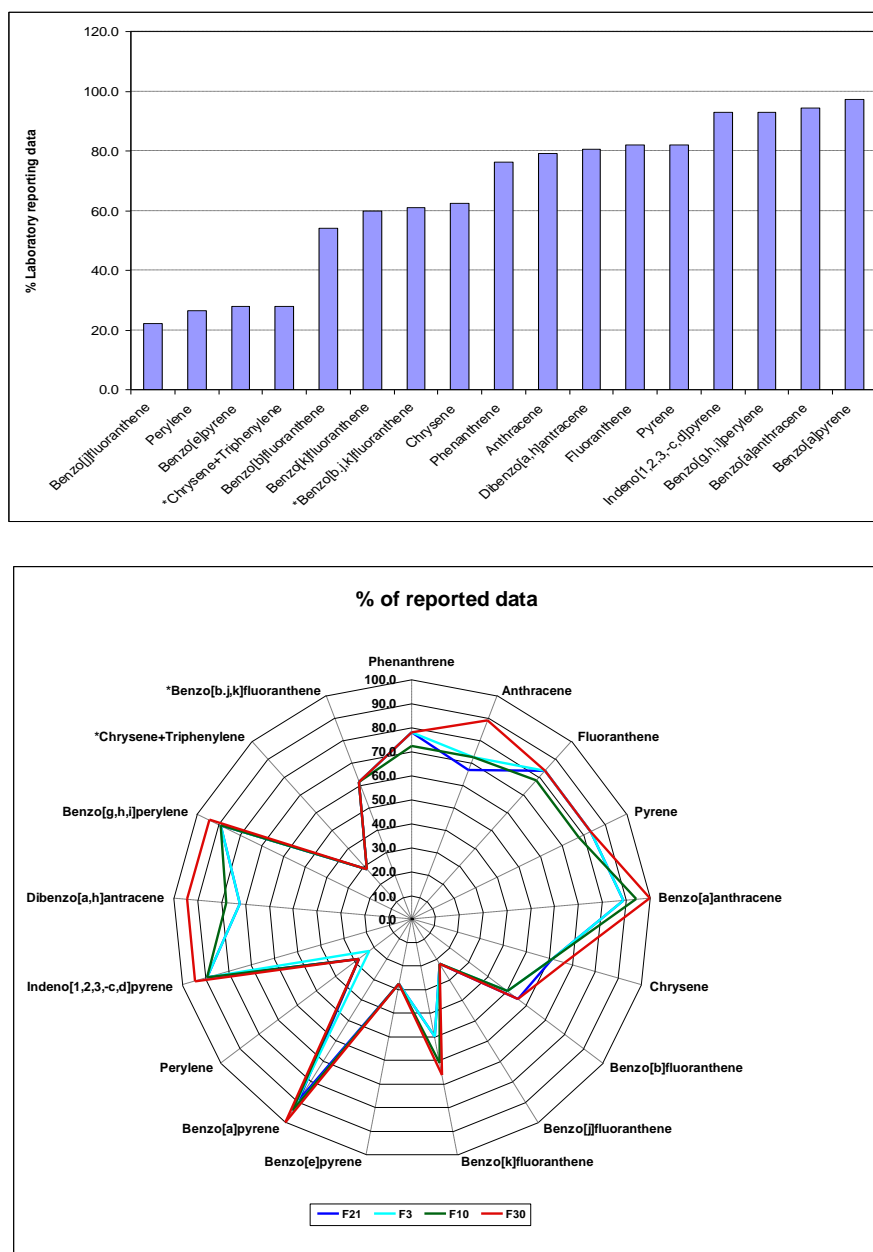 120.0
100.0
80.0
60.0
40.0
20.0
0.0
% Laboratory reporting data
Benzo[j]fluoranthene
Perylene
Benzo[e]pyrene
*Chrysene+Triphenylene
Benzo[b]fluoranthene
Benzo[k]fluoranthene
*Benzo[b.j,k]fluoranthene
Chrysene
Phenanthrene
Anthracene
Dibenzo[a,h]antracene
Fluoranthene
Pyrene
Indeno[1,2,3,-c,d]pyrene
Benzo[g,h,i]perylene
Benzo[a]anthracene
Benzo[a]pyrene
% of reported data
Phenanthrene
Anthracene
Fluoranthene
Pyrene
Benzo[a]anthracene
Chrysene
Benzo[b]fluoranthene
Benzo[j]fluoranthene
Benzo[k]fluoranthene
Benzo[e]pyrene
Benzo[a]pyrene
Perylene
Indeno[1,2,3,-c,d]pyrene
Dibenzo[a,h]antracene
Benzo[g,h,i]perylene
*Chrysene+Triphenylene
*Benzo[b.j,k]fluoranthene
100.0
90.0
80.0
70.0
60.0
50.0
40.0
30.0
20.0
10.0
0.0
F21 F3 F10 F30